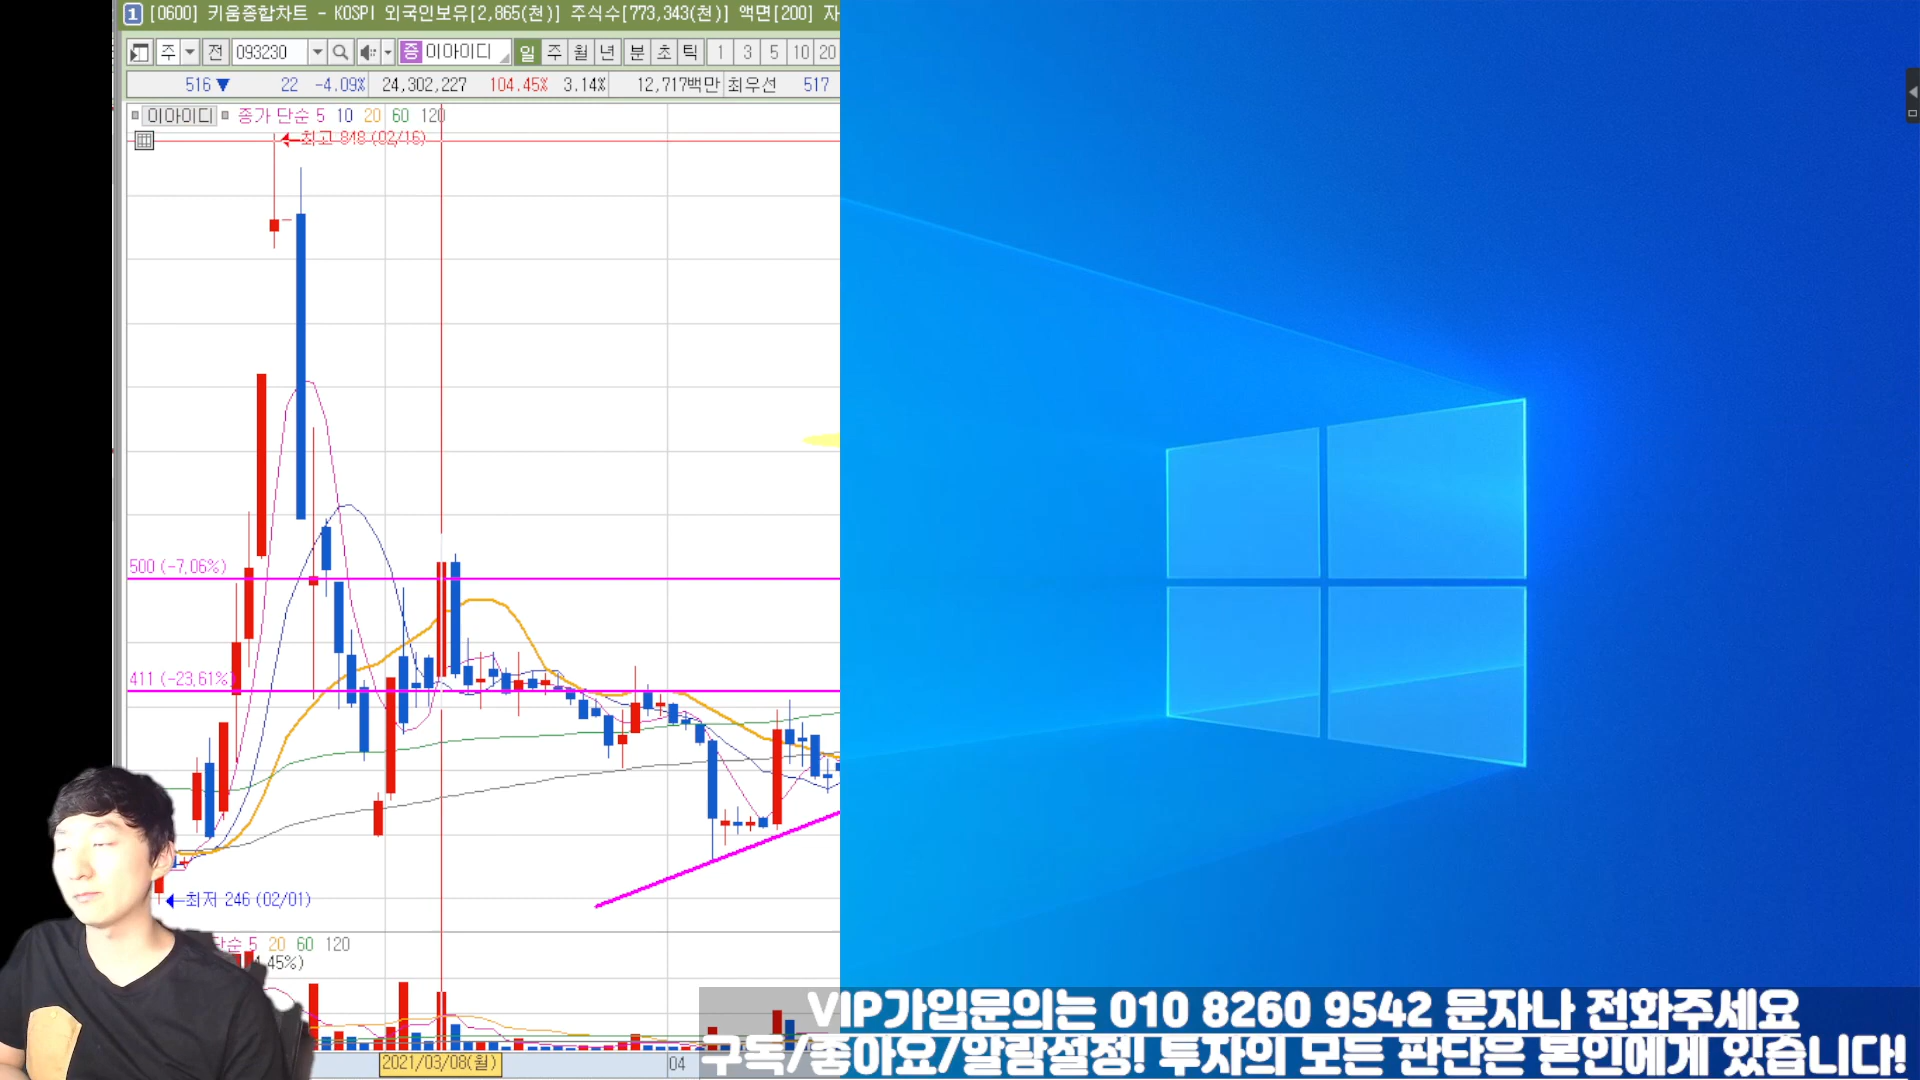 1 [0600] 키움종합차트 - KOSPI 외국인보유[2,865(천)] 주식수[773,343(천)] 액면[200]
주 전 093230 증 이아이디 일 주 월 년 분 초 틱 1 3 5 10 20
516 ▼ 22 -4.09% 24,302,227 104.45% 3.14% 12,717백만 최우선 517
이아이디 종가 단순 5 10 20 60 120
최고 848 (02/16)
500 (-7,06%)
411 (-23,61%)
최저 246 (02/01)
단순 5 20 60 120
4.45%)
2021/03/08(월) 04
VIP가입문의는 010 8260 9542 문자나 전화주세요
구독/좋아요/알람설정! 투자의 모든 판단은 본인에게 있습니다!